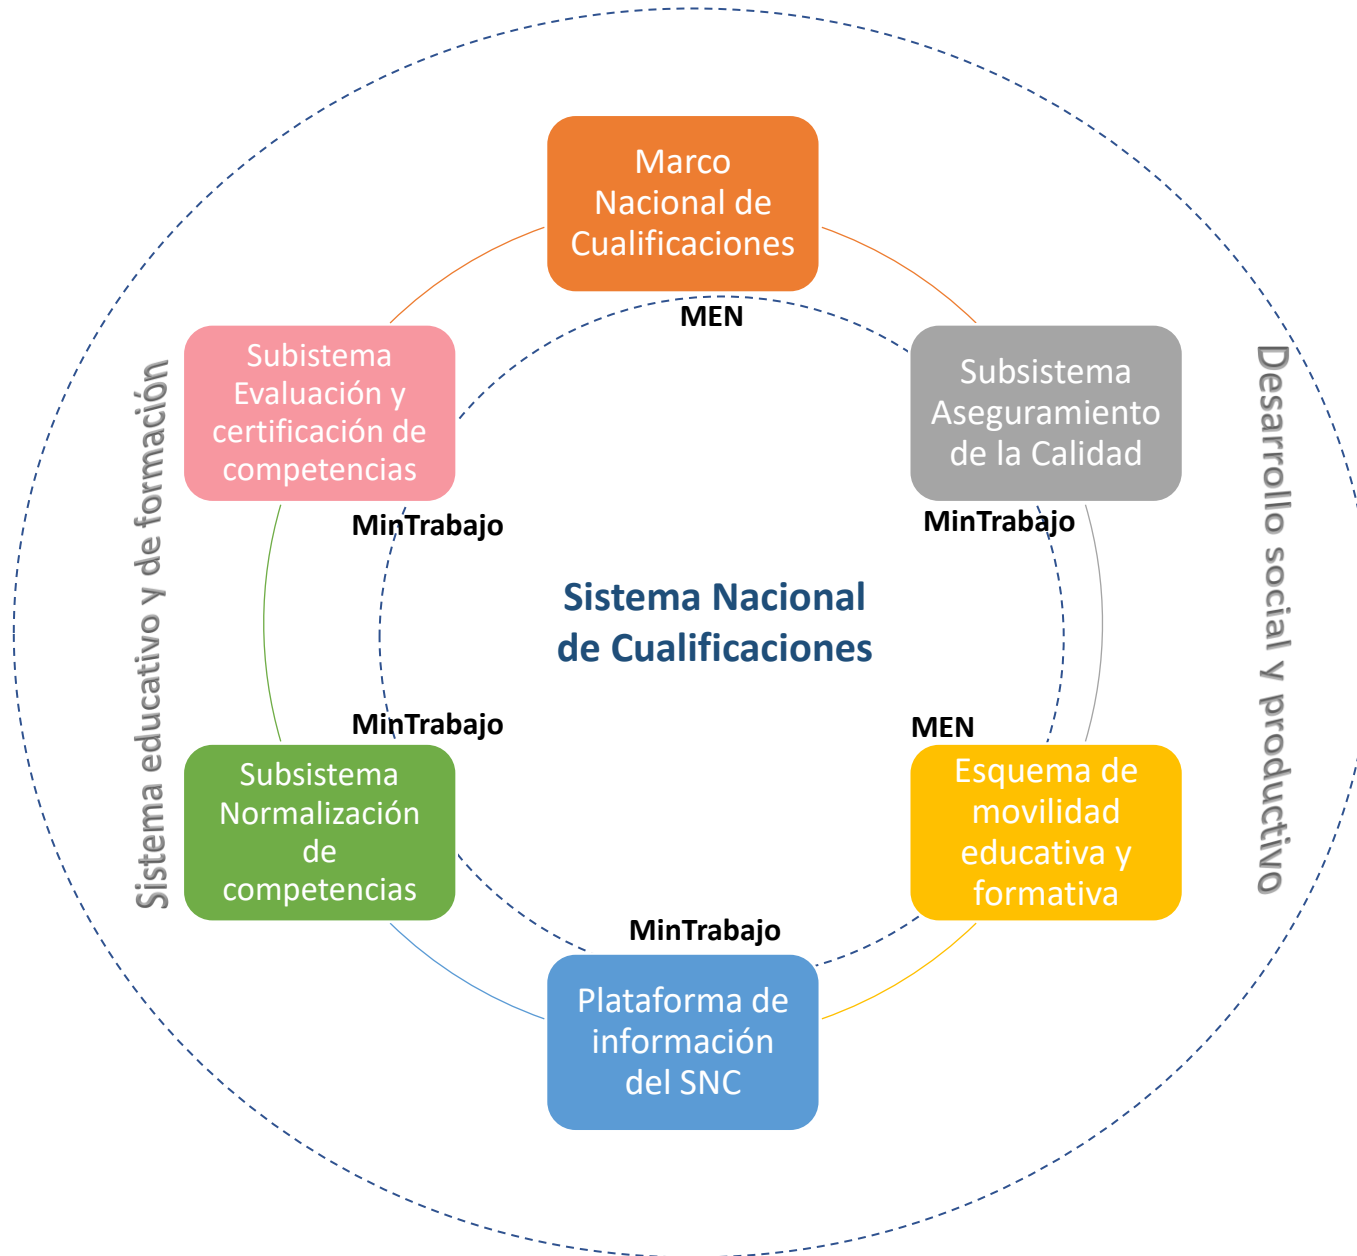 Marco
Nacional de
Cualificaciones
MEN
Subistema
Evaluación y
certificación de
competencias
MinTrabajo
Subsistema
Aseguramiento
de la Calidad
MinTrabajo
Sistema educativo y de formación
Sistema Nacional
de Cualificaciones
Desarrollo social y productivo
MinTrabajo
Subsistema
Normalización
de
competencias
MEN
Esquema de
movilidad
educativa y
formativa
MinTrabajo
Plataforma de
información
del SNC